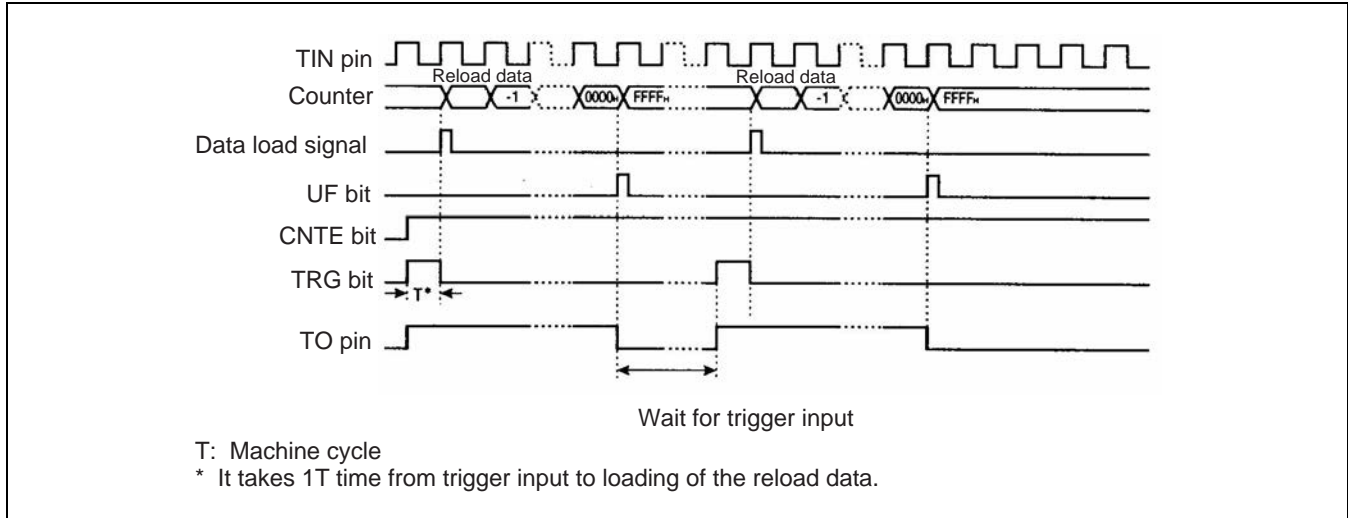 TIN pin
Reload data Reload data
Counter -1 0000H FFFFH -1 0000H FFFFH
Data load signal
UF bit
CNTE bit
TRG bit
T*
TO pin
Wait for trigger input
T: Machine cycle
* It takes 1T time from trigger input to loading of the reload data.